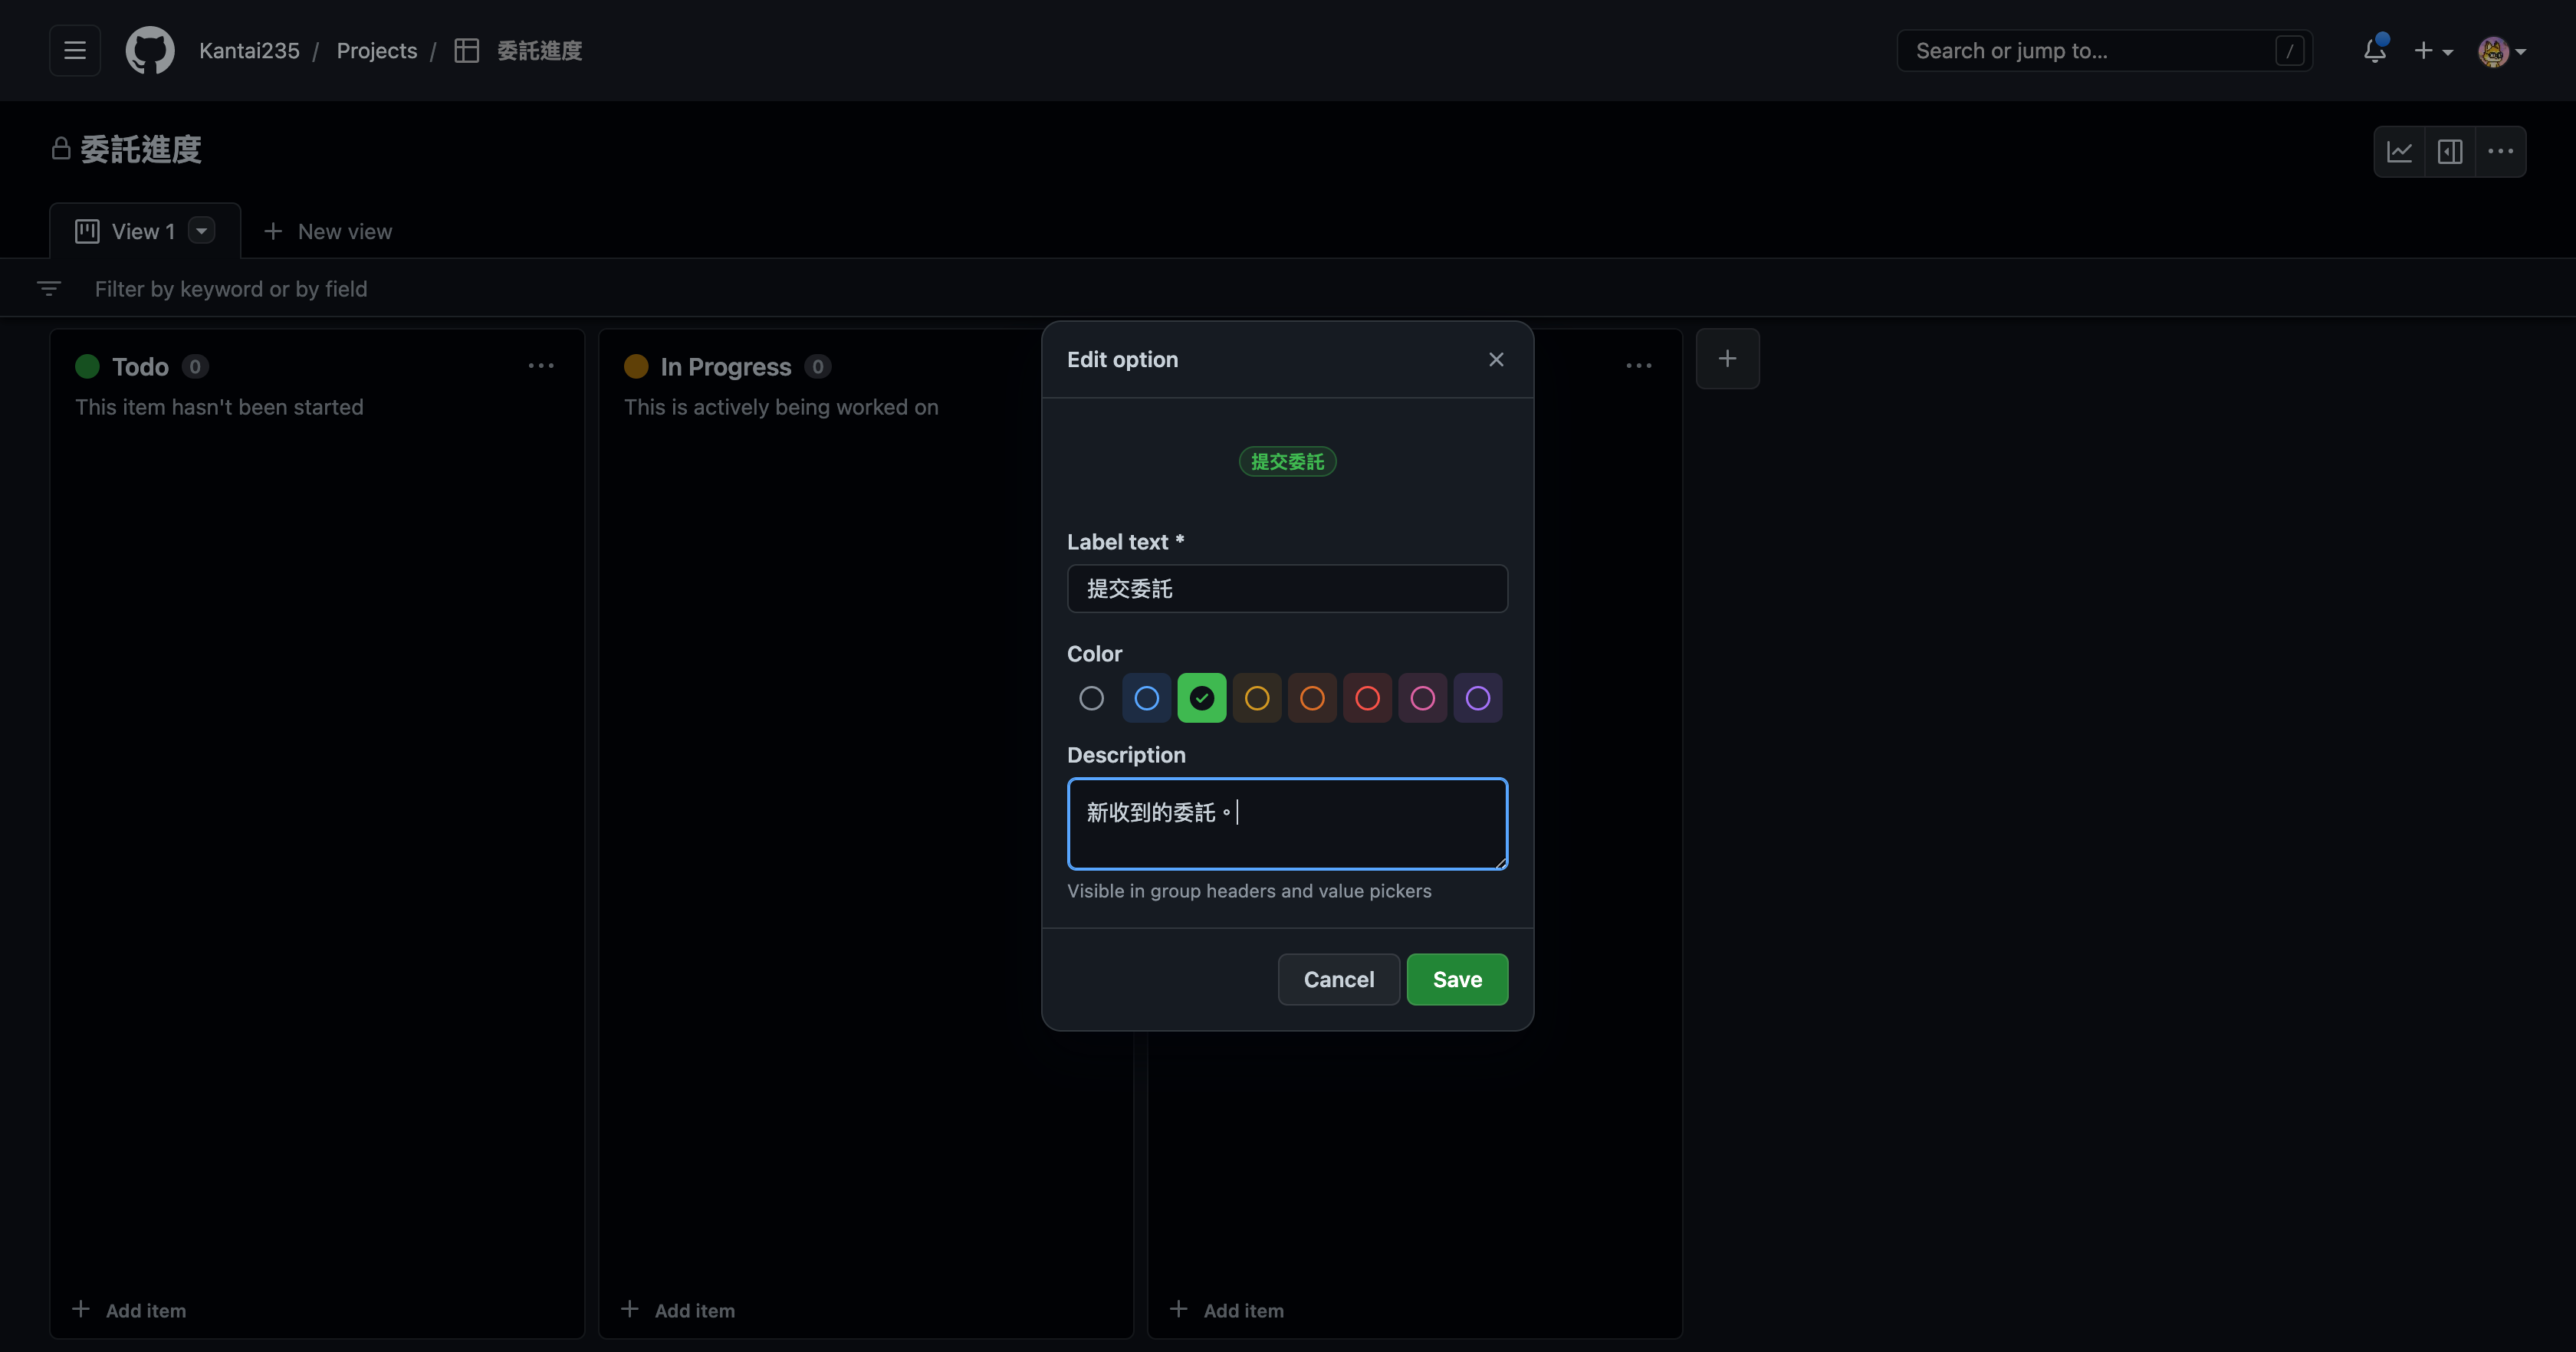 Kantai235 / Projects / 委託進度
Search or jump to... /
委託進度
View 1
New view
Filter by keyword or by field
Todo 0
This item hasn't been started
In Progress 0
This is actively being worked on
Edit option
提交委託
Label text *
提交委託
Color
Description
新收到的委託。
Visible in group headers and value pickers
Cancel
Save
Add item
Add item
Add item